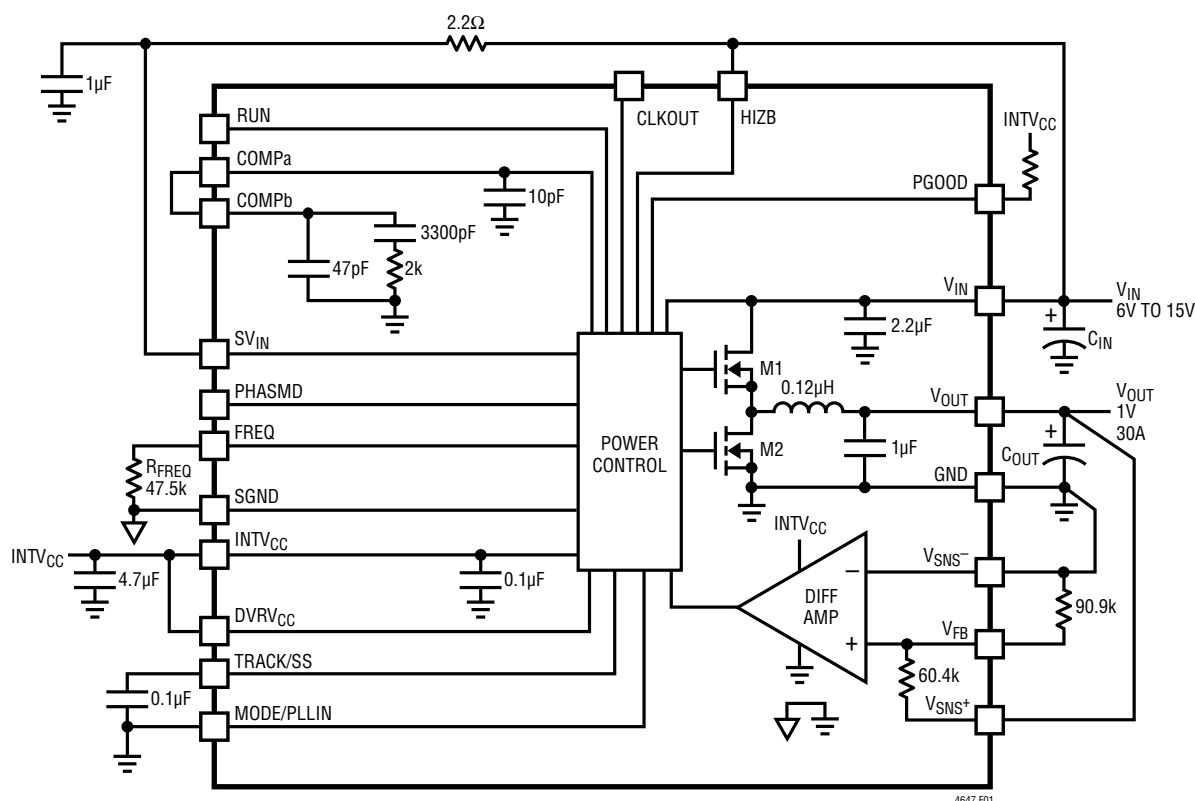 2.2Ω
1µF
CLKOUT
HIZB
INTVCC
RUN
COMPa
COMPb
10pF
3300pF
47pF
2k
PGOOD
VIN
VIN
6V TO 15V
2.2µF
CIN
SVIN
PHASMD
FREQ
RFREQ
47.5k
SGND
INTVCC
INTVCC
4.7µF
0.1µF
DVRVCC
TRACK/SS
0.1µF
MODE/PLLIN
POWER
CONTROL
M1
0.12µH
M2
VOUT
VOUT
1V
30A
1µF
COUT
GND
INTVCC
DIFF
AMP
–
+
VSNS–
90.9k
VFB
60.4k
VSNS+
+
+
4647 F01